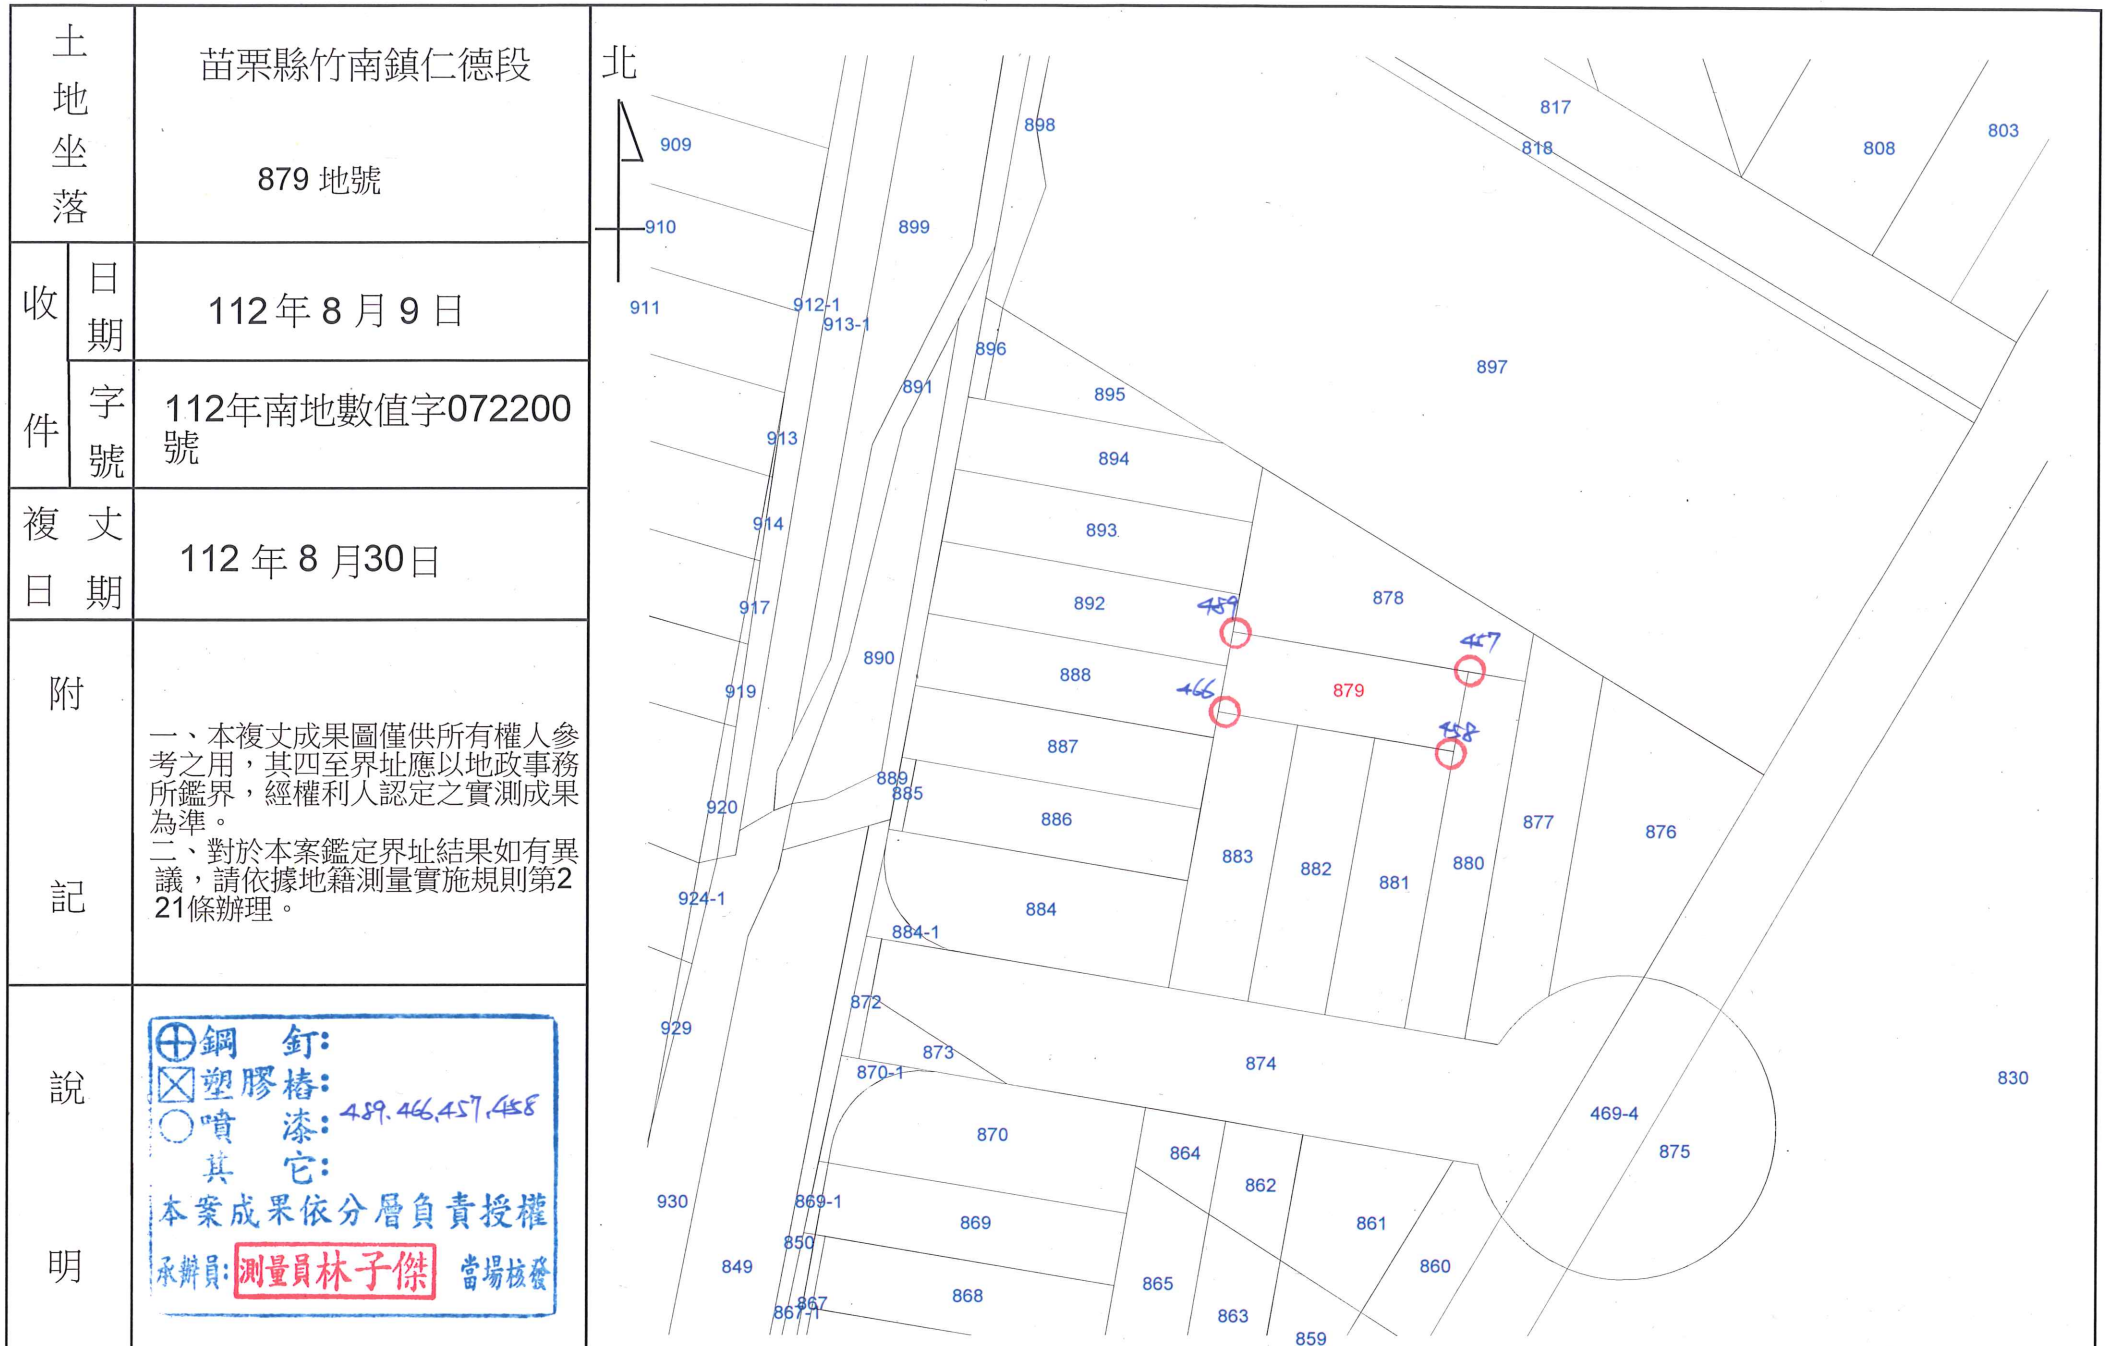 土地坐落
苗栗縣竹南鎮仁德段
879 地號
收件
日期
112 年 8 月 9 日
字號
112年南地數值字072200
號
複丈
日期
112 年 8 月30日
附記
一、本複丈成果圖僅供所有權人參
考之用，其四至界址應以地政事務
所鑑界，經權利人認定之實測成果
為準。
二、對於本案鑑定界址結果如有異
議，請依據地籍測量實施規則第2
21條辦理。
說明
鋼釘：
塑膠樁：
噴漆： 489.466.457.458
其它：
本案成果依分層負責授權
承辦員： 測量員林子傑 當場核發
北
898
817
803
909
818
808
910
899
911
912-1
913-1
896
897
891
895
913
894
914
893
878
917
892
489
457
890
888
466
879
919
458
887
889
885
920
886
877
876
883
882
881
880
924-1
884
884-1
872
929
873
874
870-1
830
469-4
870
864
875
862
930
869-1
869
861
850
849
860
865
868
867
867-1
863
859